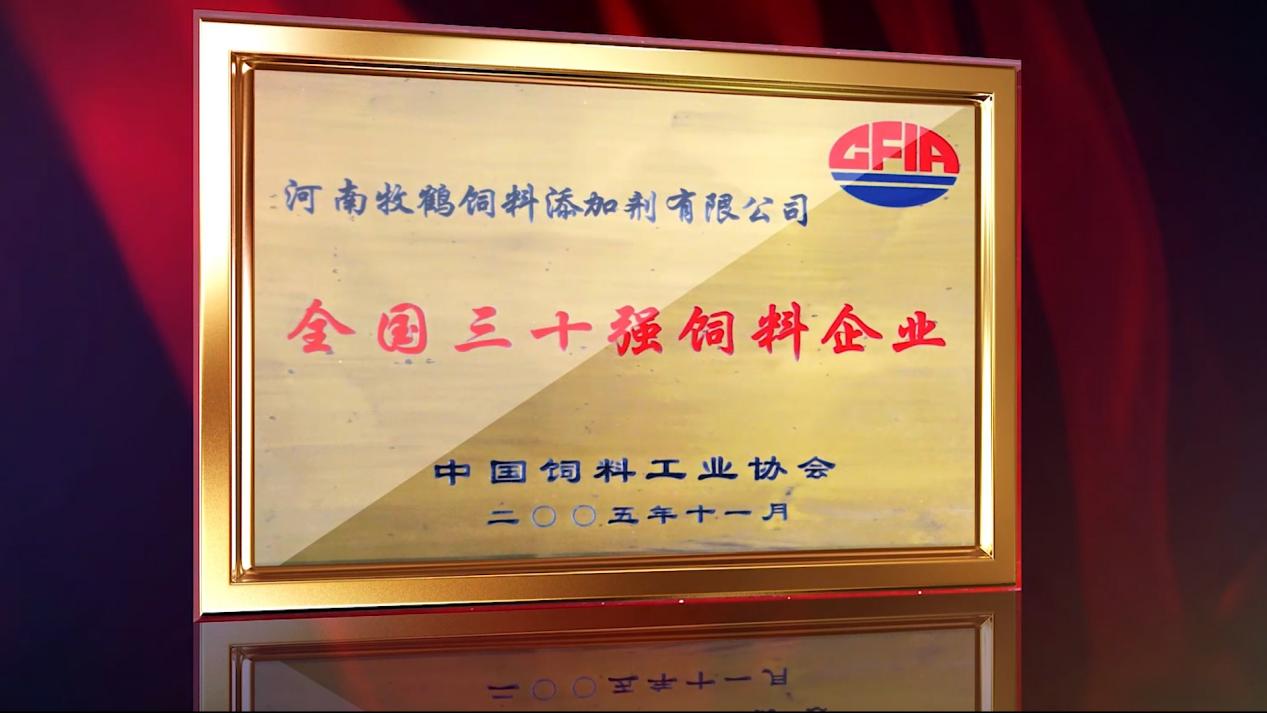 CFIA
河南牧鹤饲料添加剂有限公司
全国三十强饲料企业
中国饲料工业协会
二〇〇五年十一月